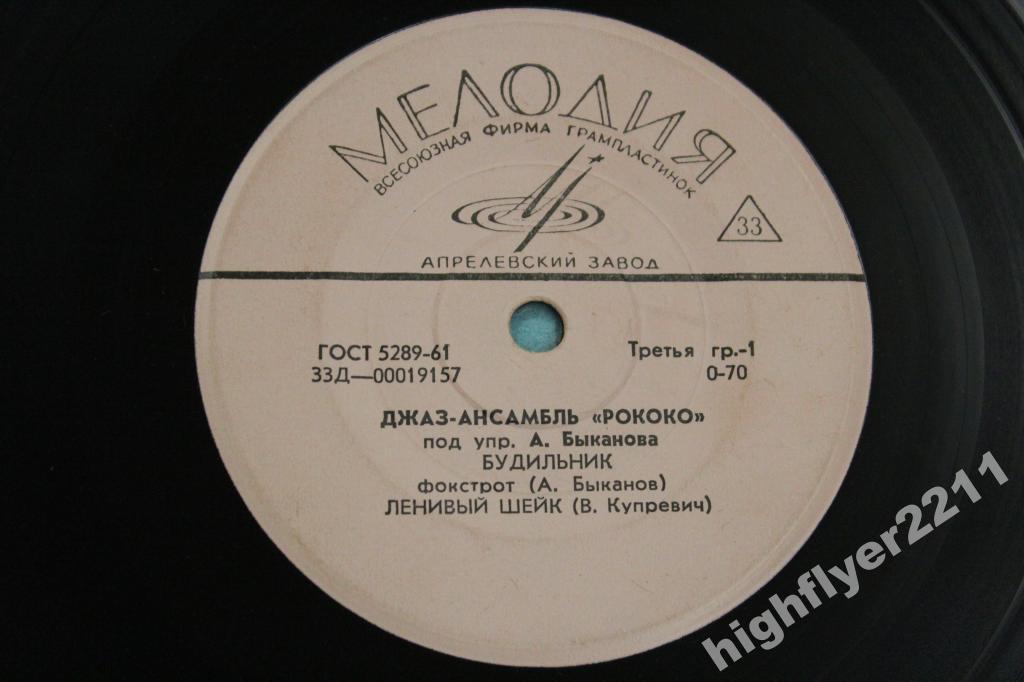 МЕЛОДИЯ
ВСЕСОЮЗНАЯ ФИРМА ГРАМПЛАСТИНОК
33
АПРЕЛЕВСКИЙ ЗАВОД
ГОСТ 5289-61 Третья гр.-1
33Д—00019157 0-70
ДЖАЗ-АНСАМБЛЬ «РОКОКО»
под упр. А. Быканова
БУДИЛЬНИК
фокстрот (А. Быканов)
ЛЕНИВЫЙ ШЕЙК (В. Купревич)
highflyer2211